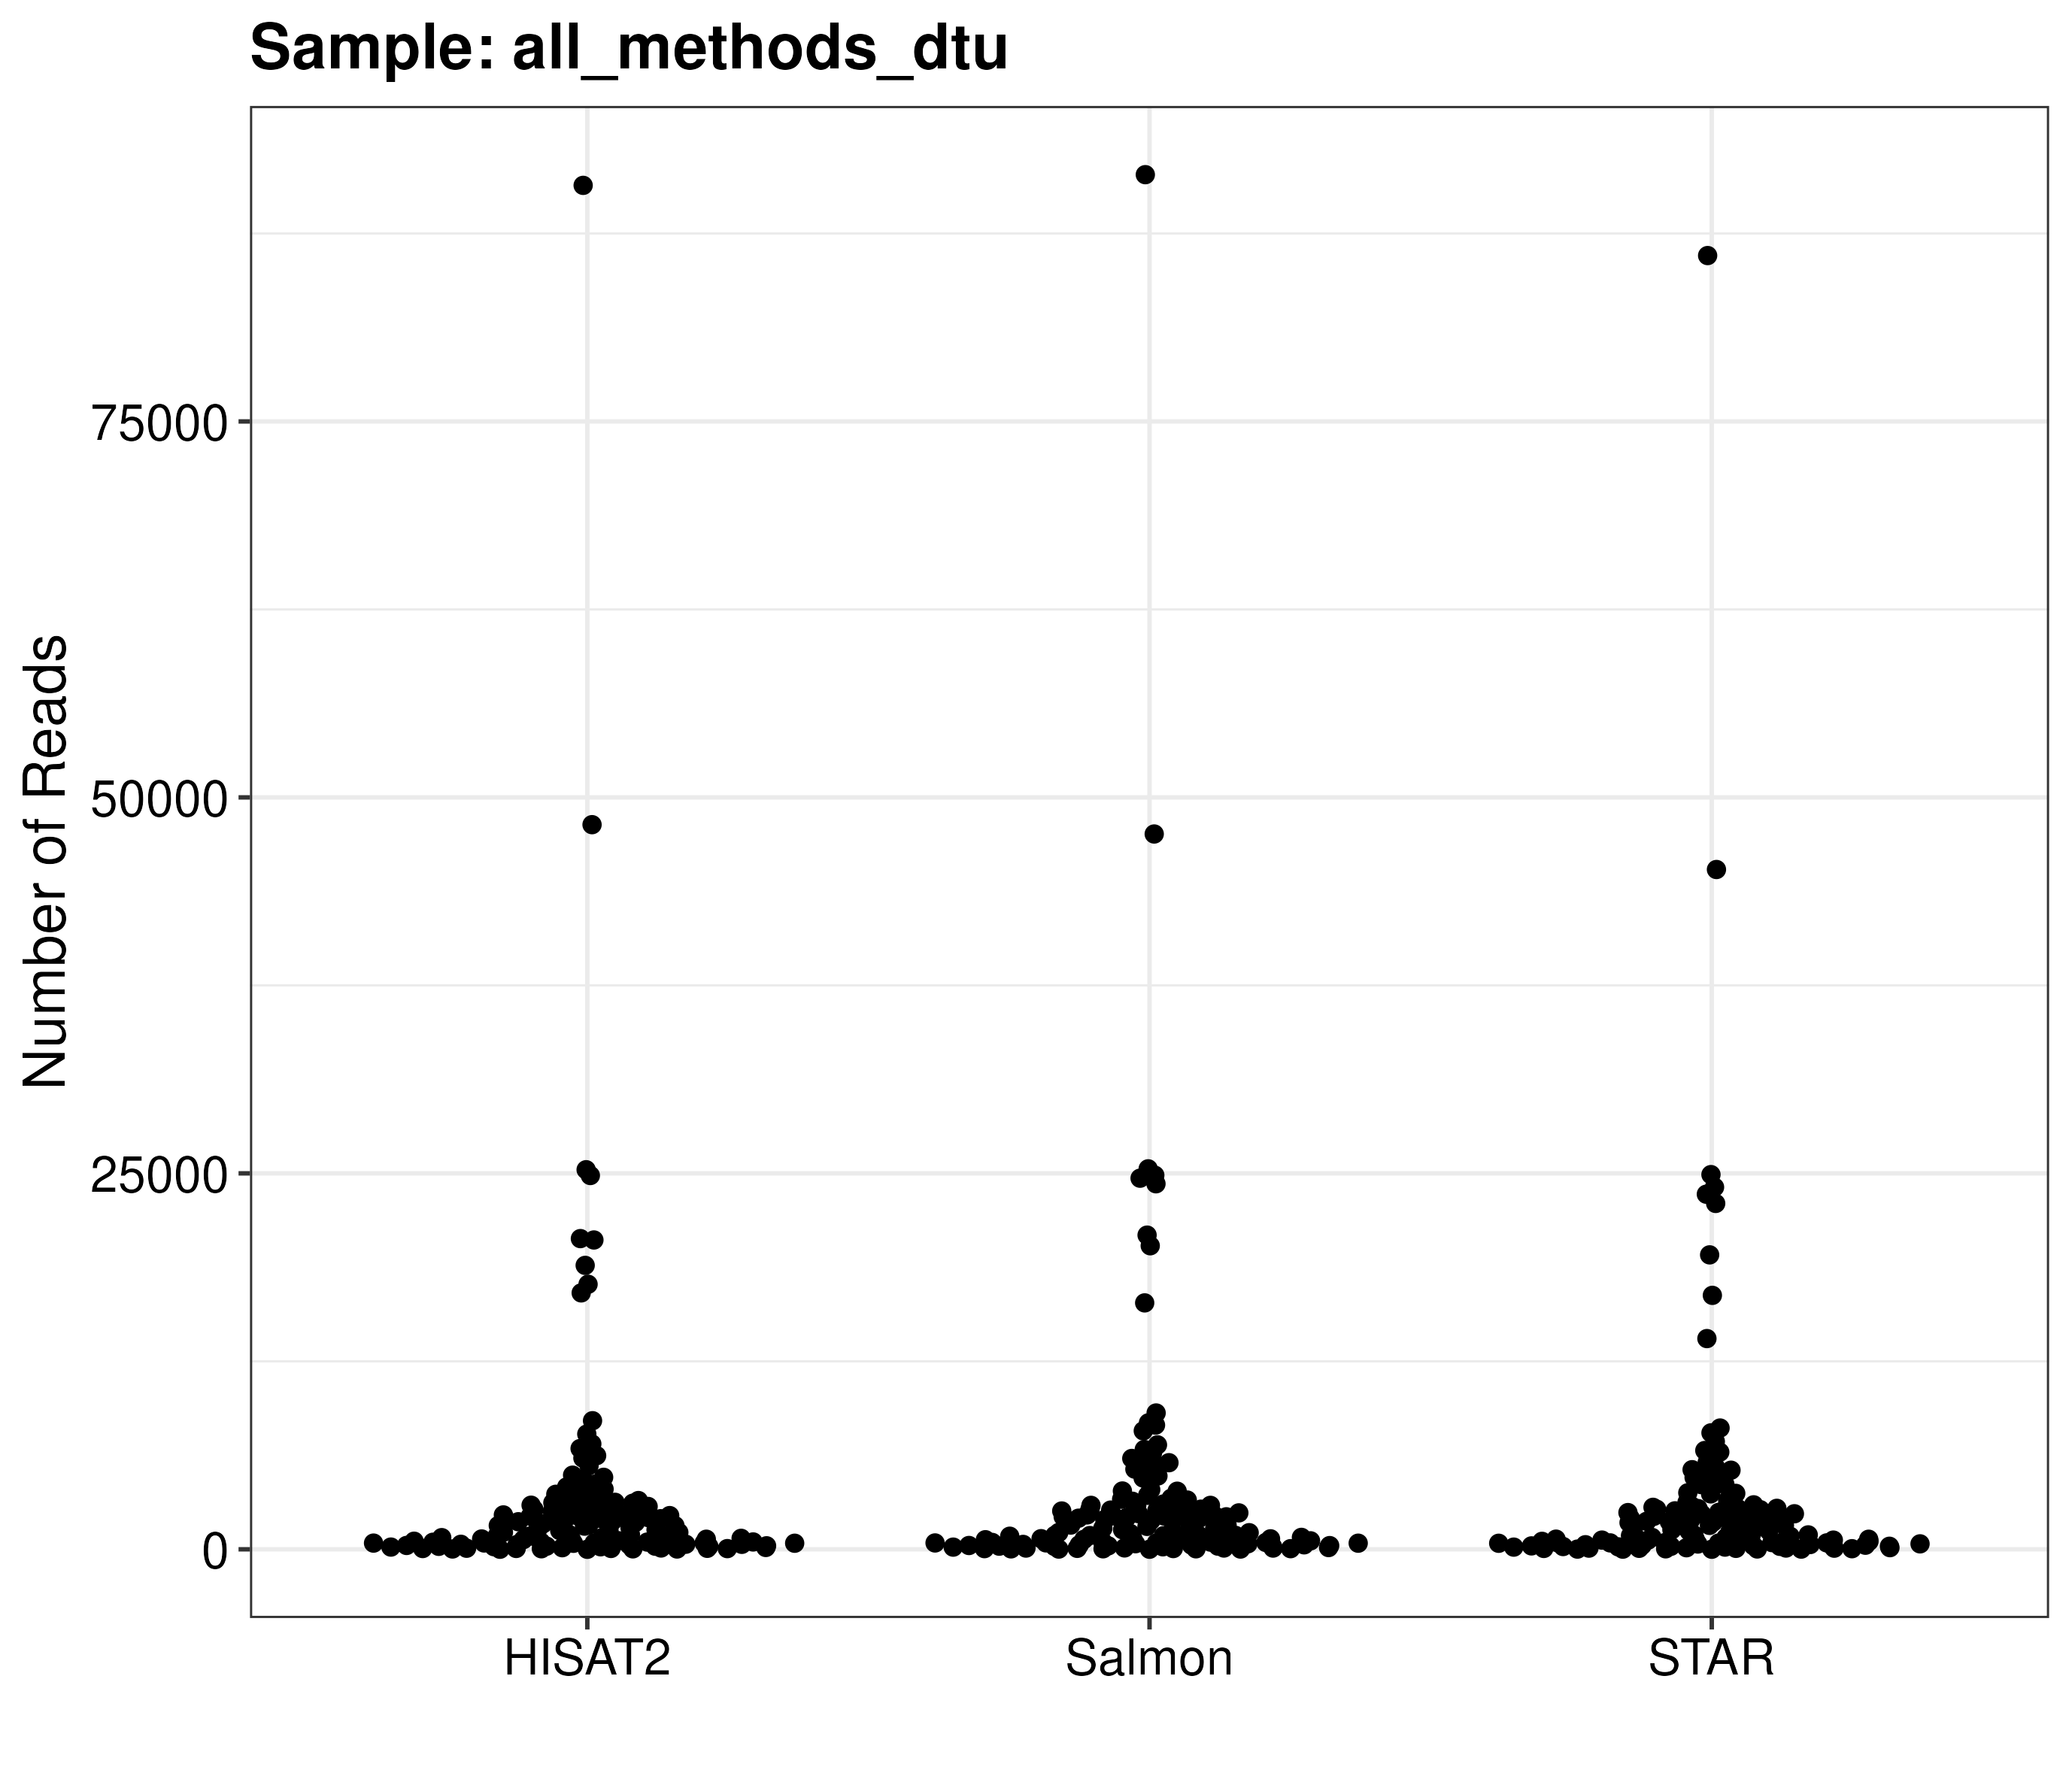 Sample: all_methods_dtu
Number of Reads
75000
50000
25000
0
HISAT2
Salmon
STAR